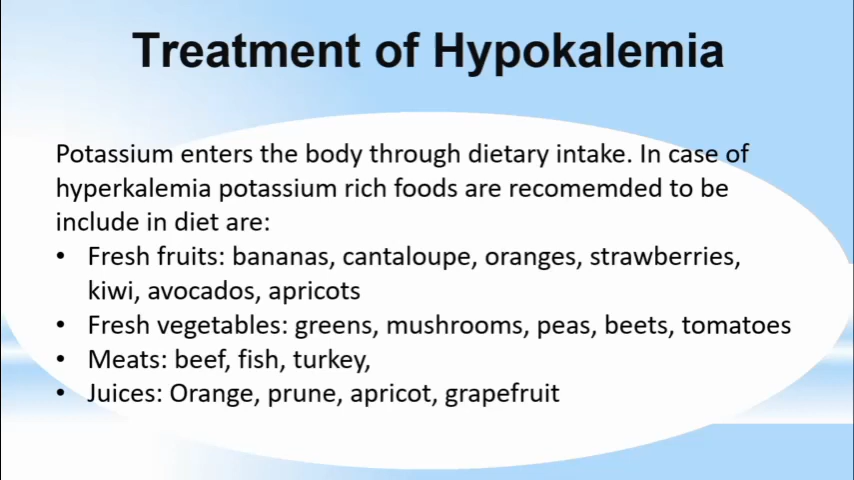 Treatment of Hypokalemia
Potassium enters the body through dietary intake. In case of
hyperkalemia potassium rich foods are recomemded to be
include in diet are:
• Fresh fruits: bananas, cantaloupe, oranges, strawberries,
kiwi, avocados, apricots
• Fresh vegetables: greens, mushrooms, peas, beets, tomatoes
• Meats: beef, fish, turkey,
• Juices: Orange, prune, apricot, grapefruit